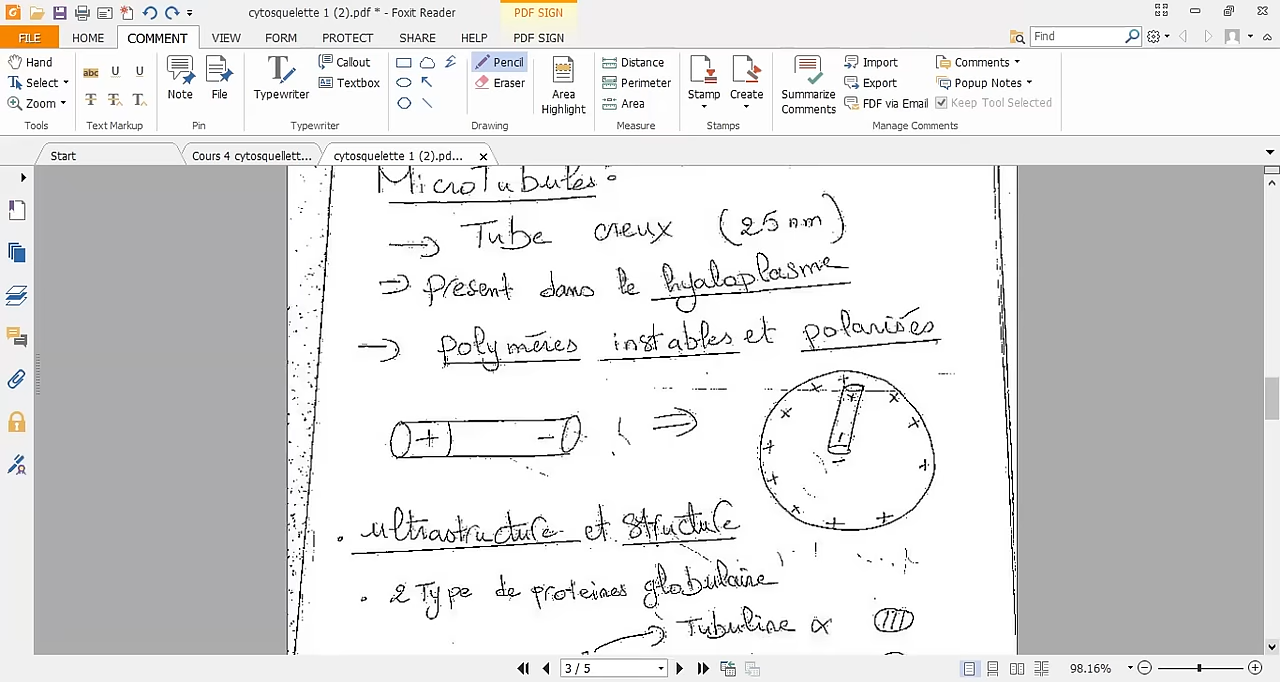 cytosquelette 1 (2).pdf * - Foxit Reader
PDF SIGN
FILE HOME COMMENT VIEW FORM PROTECT SHARE HELP PDF SIGN
Find
Hand
Select
Zoom
Tools
abc U U
T T T
Text Markup
Note
File
Pin
Typewriter
Callout
Textbox
Typewriter
Pencil
Eraser
Area Highlight
Drawing
Distance
Perimeter
Area
Measure
Stamp
Create
Stamps
Summarize Comments
Import
Export
FDF via Email
Comments
Popup Notes
Keep Tool Selected
Manage Comments
Start
Cours 4 cytosquellett...
cytosquelette 1 (2).pd...
MicroTubules :
→ Tube creux (25 nm)
→ présent dans le hyaloplasme
→ polymères instables et polarisés
+ - ⇒
. ultrastructure et structure
. 2 Type de proteines globulaire
→ Tubuline α
3 / 5
98.16%